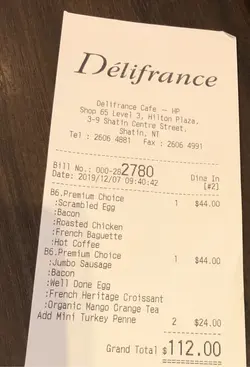 Délifrance
Delifrance Cafe - HP
Shop 65 Level 3, Hilton Plaza,
3-9 Shatin Centre Street,
Shatin, NT
Tel : 2606 4881 Fax : 2606 4991
Bill No.: 000-282780 Ding In
Date: 2019/12/07 09:40:42 [#2]
B6.Premium Choice 1 $44.00
:Scrambled Egg
:Bacon
:Roasted Chicken
:French Baguette
:Hot Coffee
B6.Premium Choice 1 $44.00
:Jumbo Sausage
:Bacon
:Well Done Egg
:French Heritage Croissant
:Organic Mango Orange Tea
Add Mini Turkey Penne 2 $24.00
Grand Total $112.00